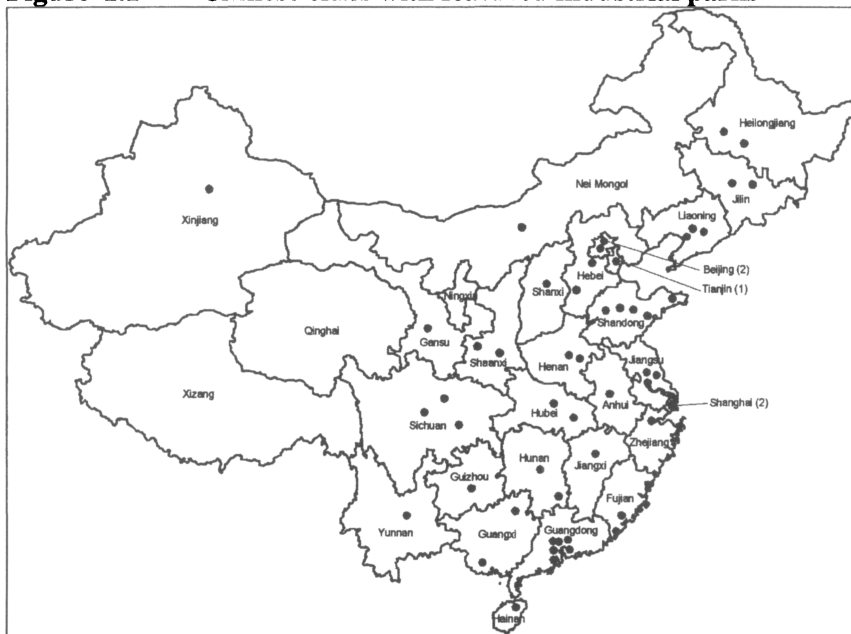 Heilongjiang
Nei Mongol
Jilin
Xinjiang
Liaoning
Beijing (2)
Hebei
Tianjin (1)
Ningxia
Shanxi
Qinghai
Gansu
Shandong
Shaanxi
Henan
Jiangsu
Xizang
Anhui
Shanghai (2)
Hubei
Sichuan
Zhejiang
Hunan
Jiangxi
Guizhou
Fujian
Yunnan
Guangxi
Guangdong
Hainan